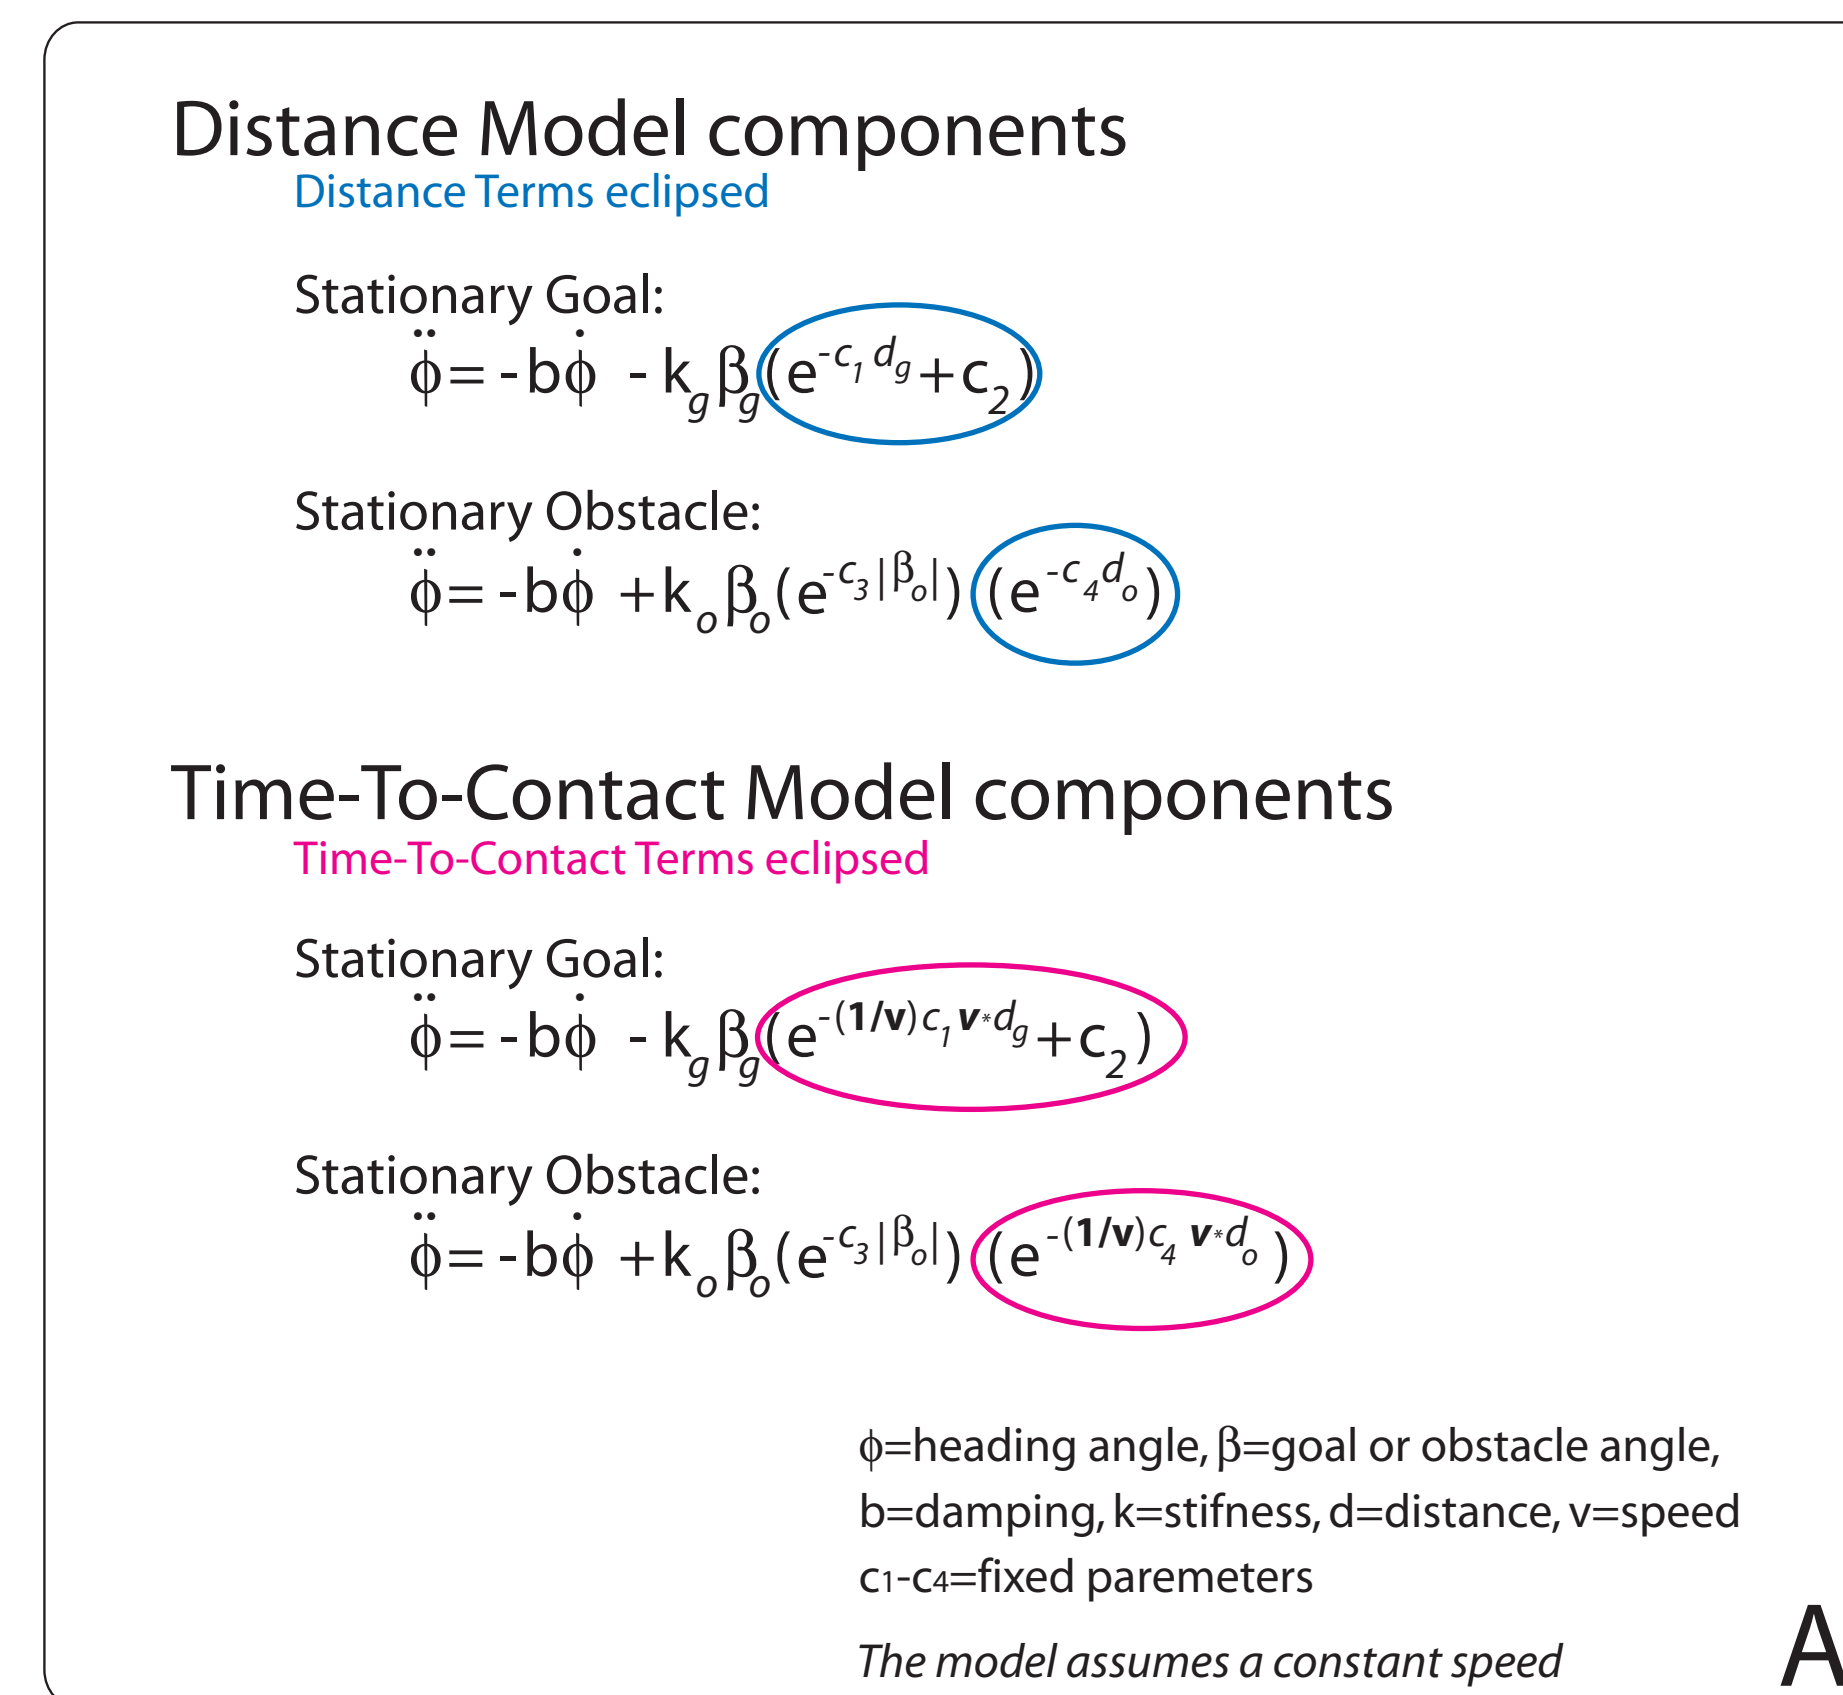 Distance Model components
Distance Terms eclipsed
Stationary Goal:
φ̈= -bφ̇ - k_g β_g (e^{-c_1 d_g}+c_2)
Stationary Obstacle:
φ̈= -bφ̇ +k_o β_o (e^{-c_3|β_o|}) (e^{-c_4 d_o})
Time-To-Contact Model components
Time-To-Contact Terms eclipsed
Stationary Goal:
φ̈= -bφ̇ - k_g β_g (e^{-(1/v)c_1 v*d_g}+c_2)
Stationary Obstacle:
φ̈= -bφ̇ +k_o β_o (e^{-c_3|β_o|}) (e^{-(1/v)c_4 v*d_o})
φ=heading angle, β=goal or obstacle angle,
b=damping, k=stifness, d=distance, v=speed
c1-c4=fixed paremeters
The model assumes a constant speed
A